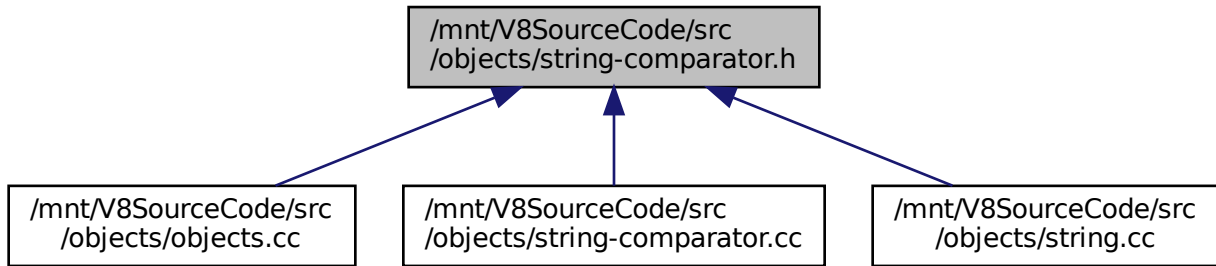 /mnt/V8SourceCode/src
/objects/string-comparator.h
/mnt/V8SourceCode/src
/objects/objects.cc
/mnt/V8SourceCode/src
/objects/string-comparator.cc
/mnt/V8SourceCode/src
/objects/string.cc